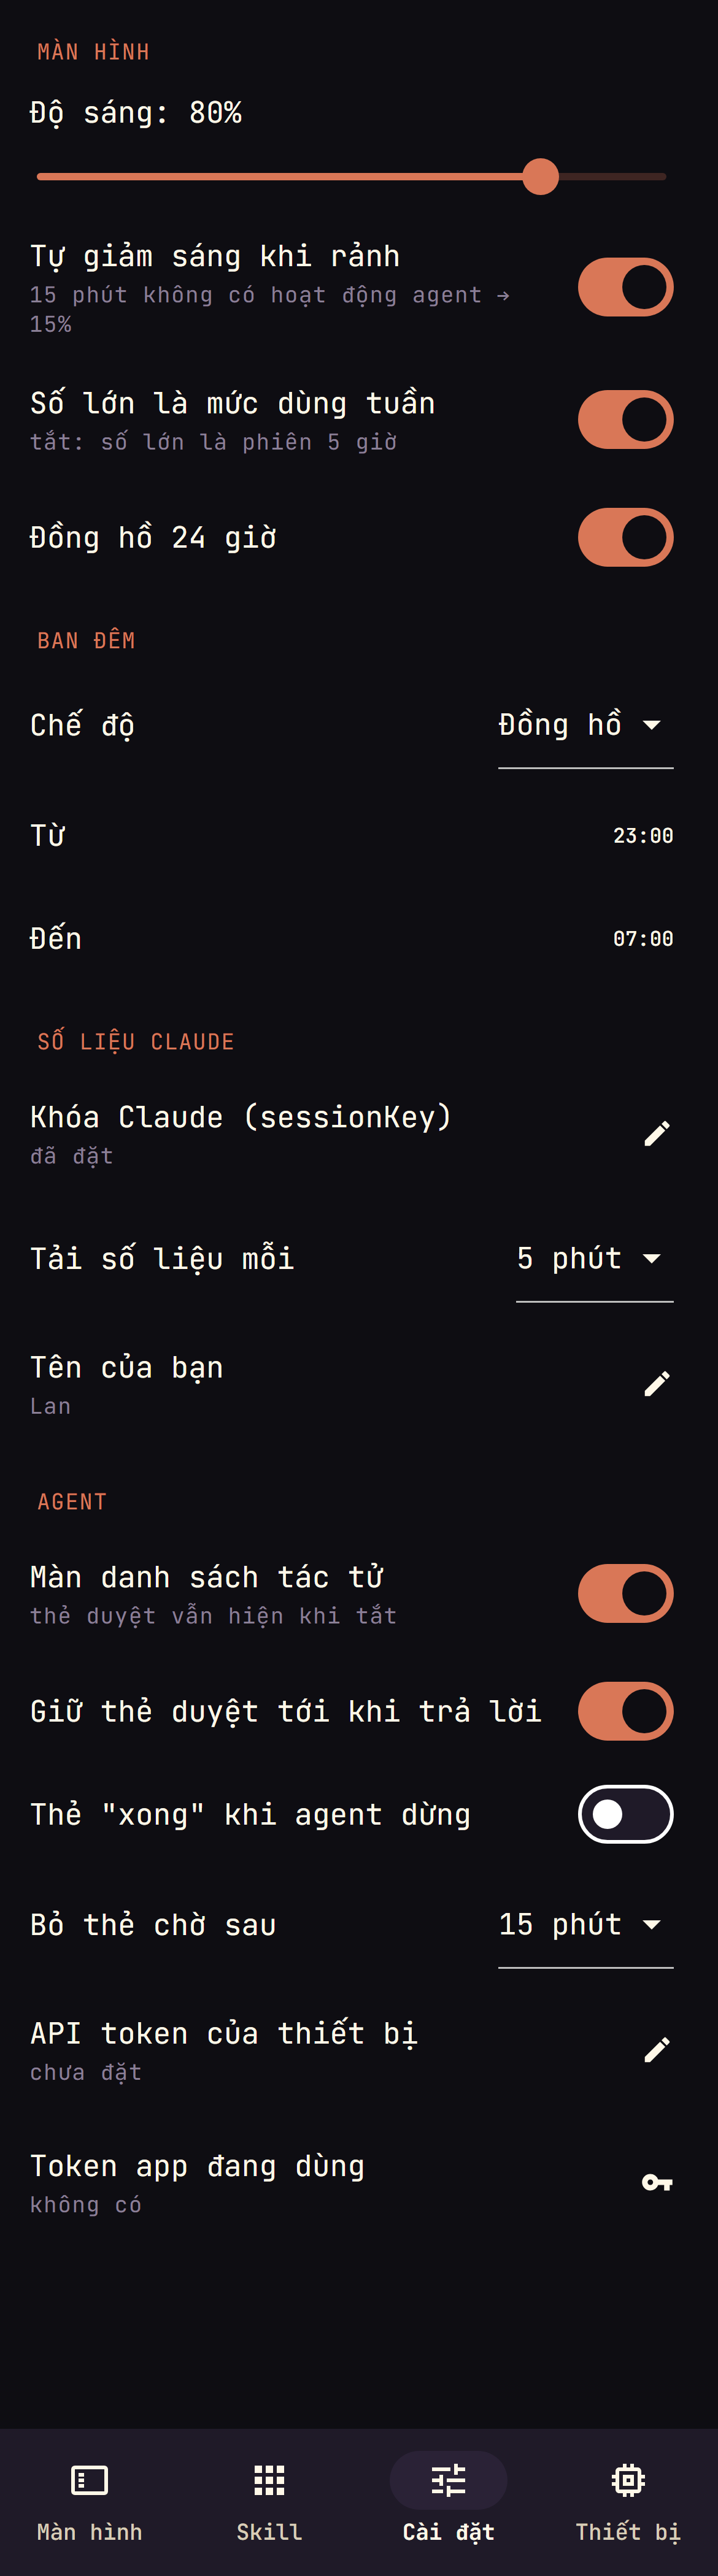 MÀN HÌNH
Độ sáng: 80%
Tự giảm sáng khi rảnh
15 phút không có hoạt động agent →
15%
Số lớn là mức dùng tuần
tắt: số lớn là phiên 5 giờ
Đồng hồ 24 giờ
BAN ĐÊM
Chế độ
Đồng hồ
Từ
23:00
Đến
07:00
SỐ LIỆU CLAUDE
Khóa Claude (sessionKey)
đã đặt
Tải số liệu mỗi
5 phút
Tên của bạn
Lan
AGENT
Màn danh sách tác tử
thẻ duyệt vẫn hiện khi tắt
Giữ thẻ duyệt tới khi trả lời
Thẻ "xong" khi agent dừng
Bỏ thẻ chờ sau
15 phút
API token của thiết bị
chưa đặt
Token app đang dùng
không có
Màn hình
Skill
Cài đặt
Thiết bị